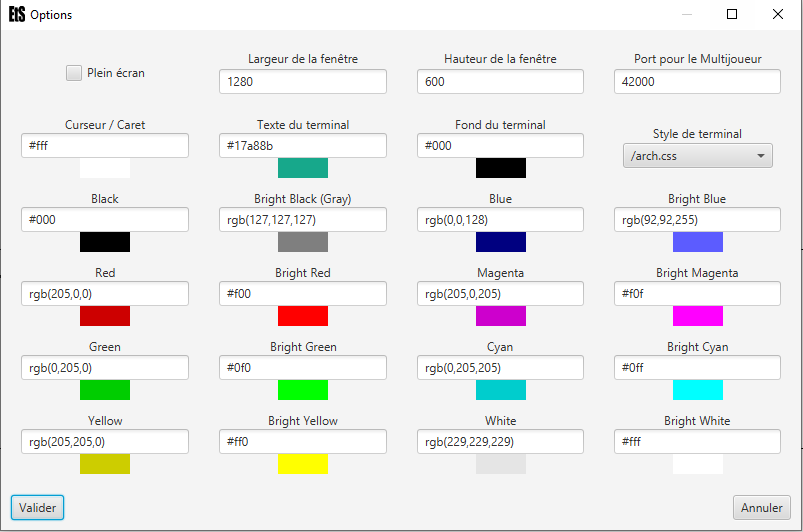 EtS Options
Largeur de la fenêtre Hauteur de la fenêtre Port pour le Multijoueur
Plein écran 1280 600 42000
Curseur / Caret Texte du terminal Fond du terminal Style de terminal
#fff #17a88b #000 /arch.css
Black Bright Black (Gray) Blue Bright Blue
#000 rgb(127,127,127) rgb(0,0,128) rgb(92,92,255)
Red Bright Red Magenta Bright Magenta
rgb(205,0,0) #f00 rgb(205,0,205) #f0f
Green Bright Green Cyan Bright Cyan
rgb(0,205,0) #0f0 rgb(0,205,205) #0ff
Yellow Bright Yellow White Bright White
rgb(205,205,0) #ff0 rgb(229,229,229) #fff
Valider Annuler